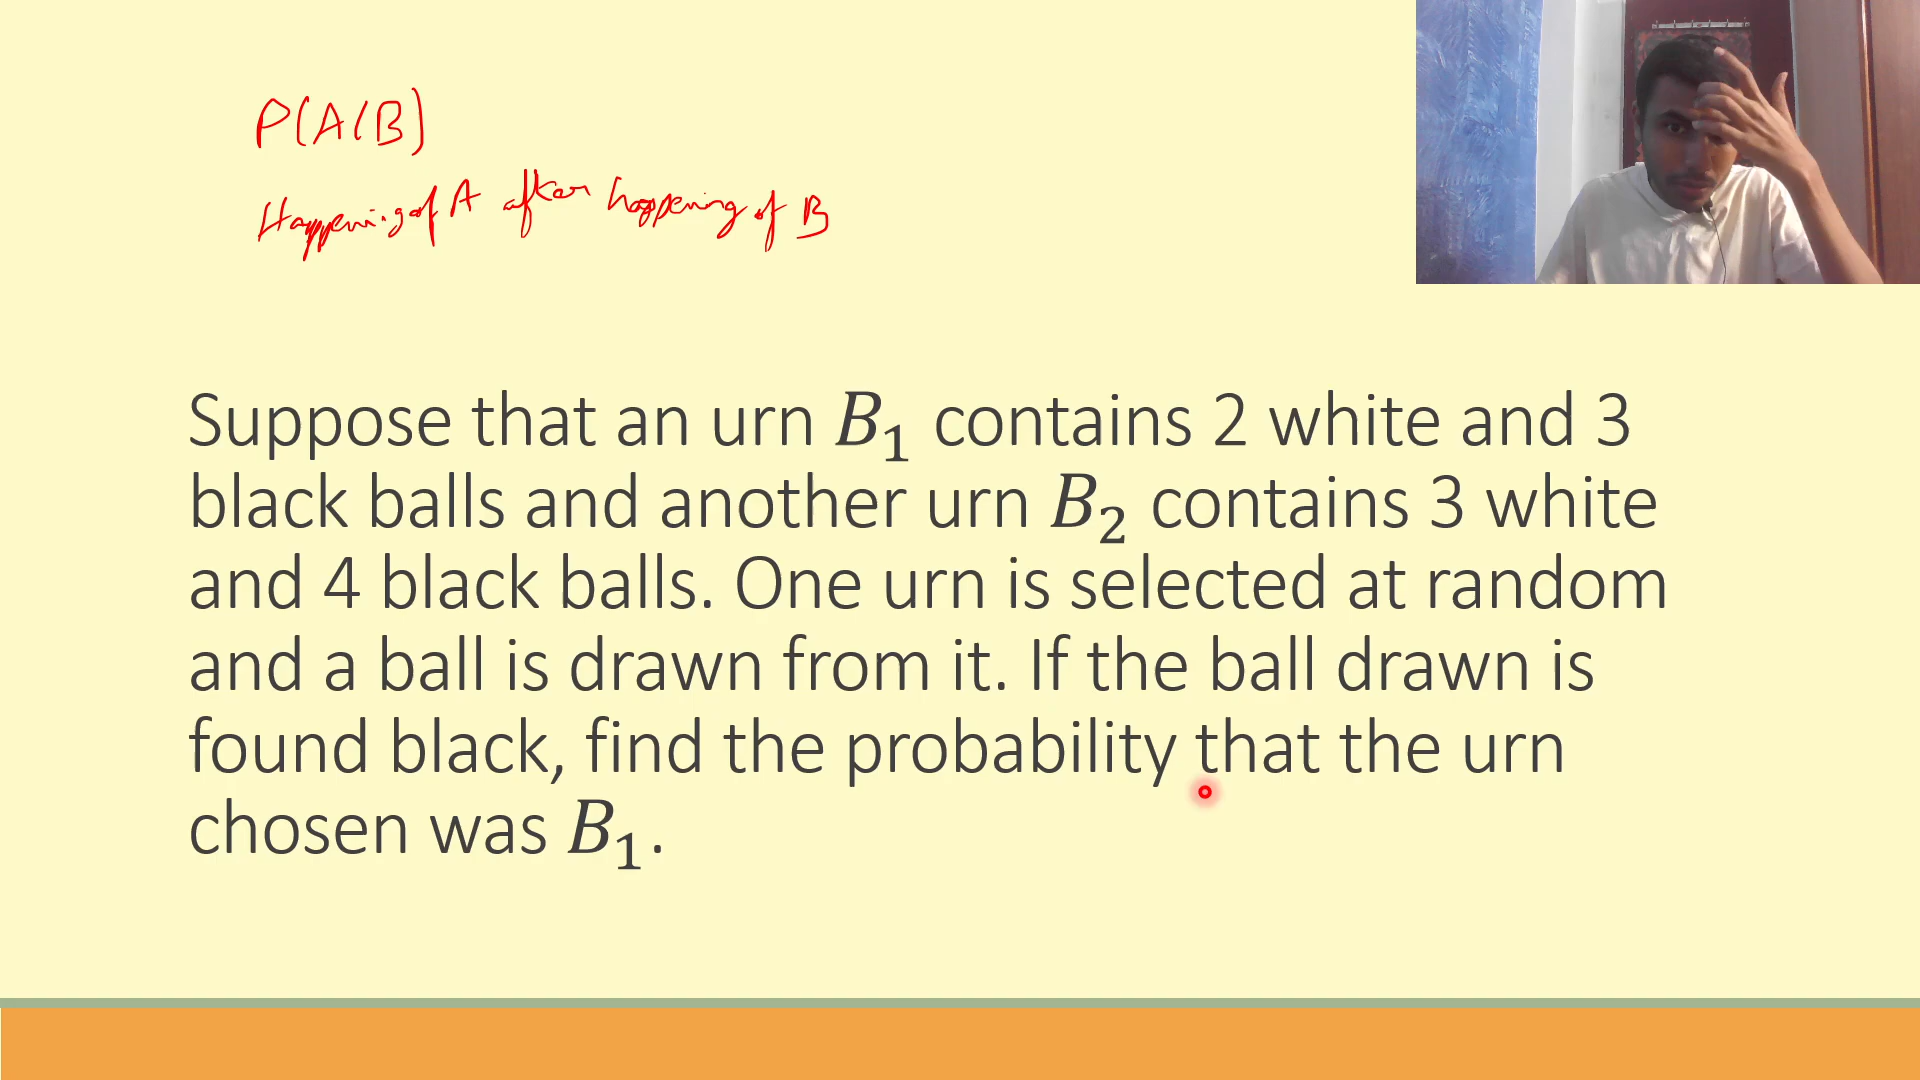 P(A/B)
Happening of A after happening of B
Suppose that an urn B₁ contains 2 white and 3
black balls and another urn B₂ contains 3 white
and 4 black balls. One urn is selected at random
and a ball is drawn from it. If the ball drawn is
found black, find the probability that the urn
chosen was B₁.